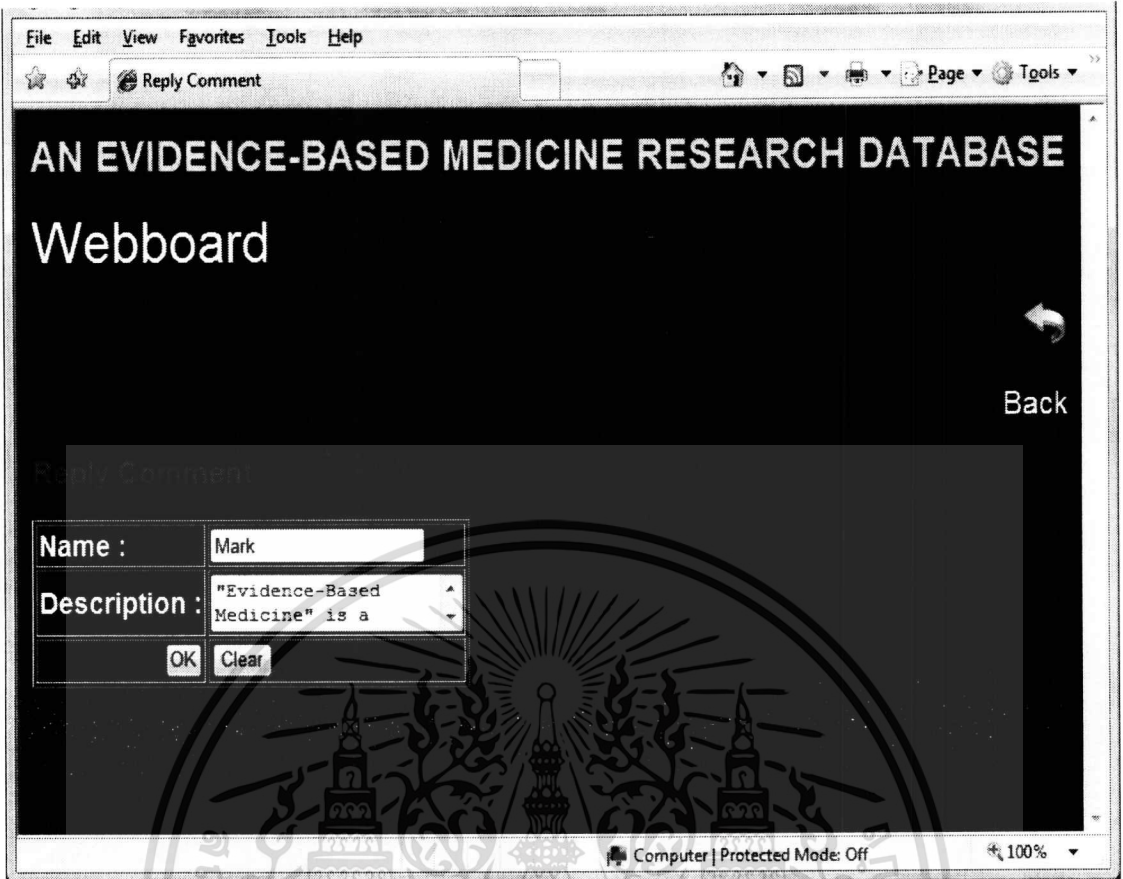 File Edit View Favorites Tools Help
Reply Comment Page Tools
AN EVIDENCE-BASED MEDICINE RESEARCH DATABASE
Webboard
Back
Reply Comment
Name : Mark
Description : "Evidence-Based
Medicine" is a
OK Clear
Computer | Protected Mode: Off 100%